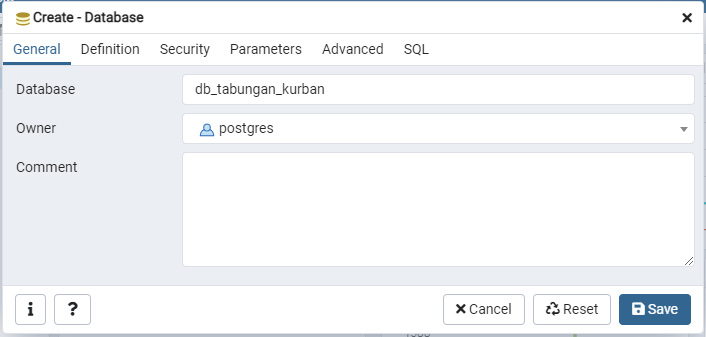 Create - Database
General Definition Security Parameters Advanced SQL
Database db_tabungan_kurban
Owner postgres
Comment
i ? Cancel Reset Save